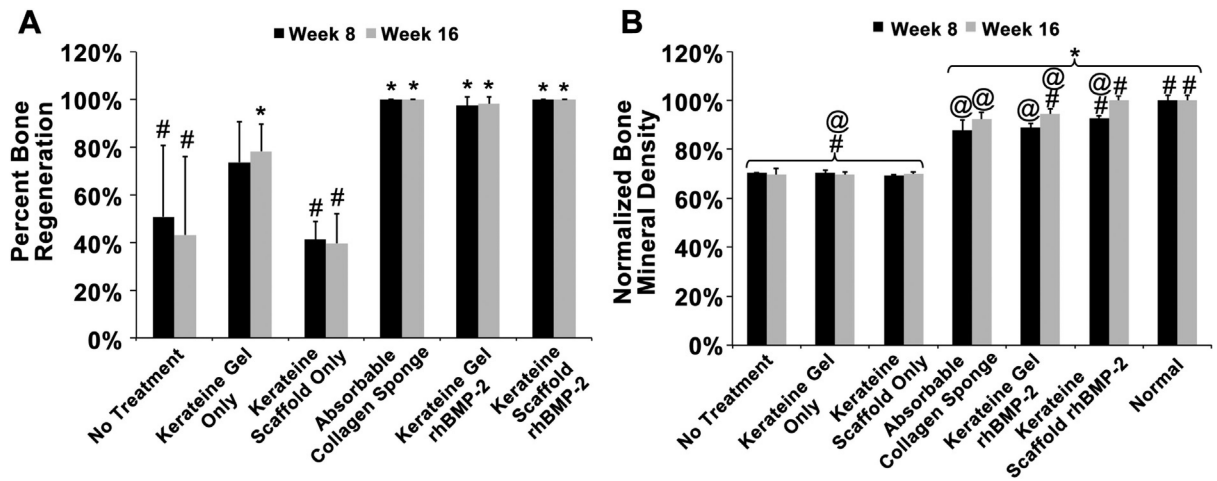 A
Week 8 Week 16
Percent Bone
Regeneration
120%
100%
80%
60%
40%
20%
0%
# # * # # * * * * * *
No Treatment
Kerateine Gel
Only
Kerateine
Scaffold Only
Absorbable
Collagen Sponge
Kerateine Gel
rhBMP-2
Kerateine
Scaffold
rhBMP-2
B
Week 8 Week 16
Normalized Bone
Mineral Density
120%
100%
80%
60%
40%
20%
0%
*
@
#
@ @ @ @
#
@
# # # #
No Treatment
Kerateine Gel
Only
Kerateine
Scaffold Only
Absorbable
Collagen Sponge
Kerateine Gel
rhBMP-2
Kerateine
Scaffold rhBMP-2
Normal